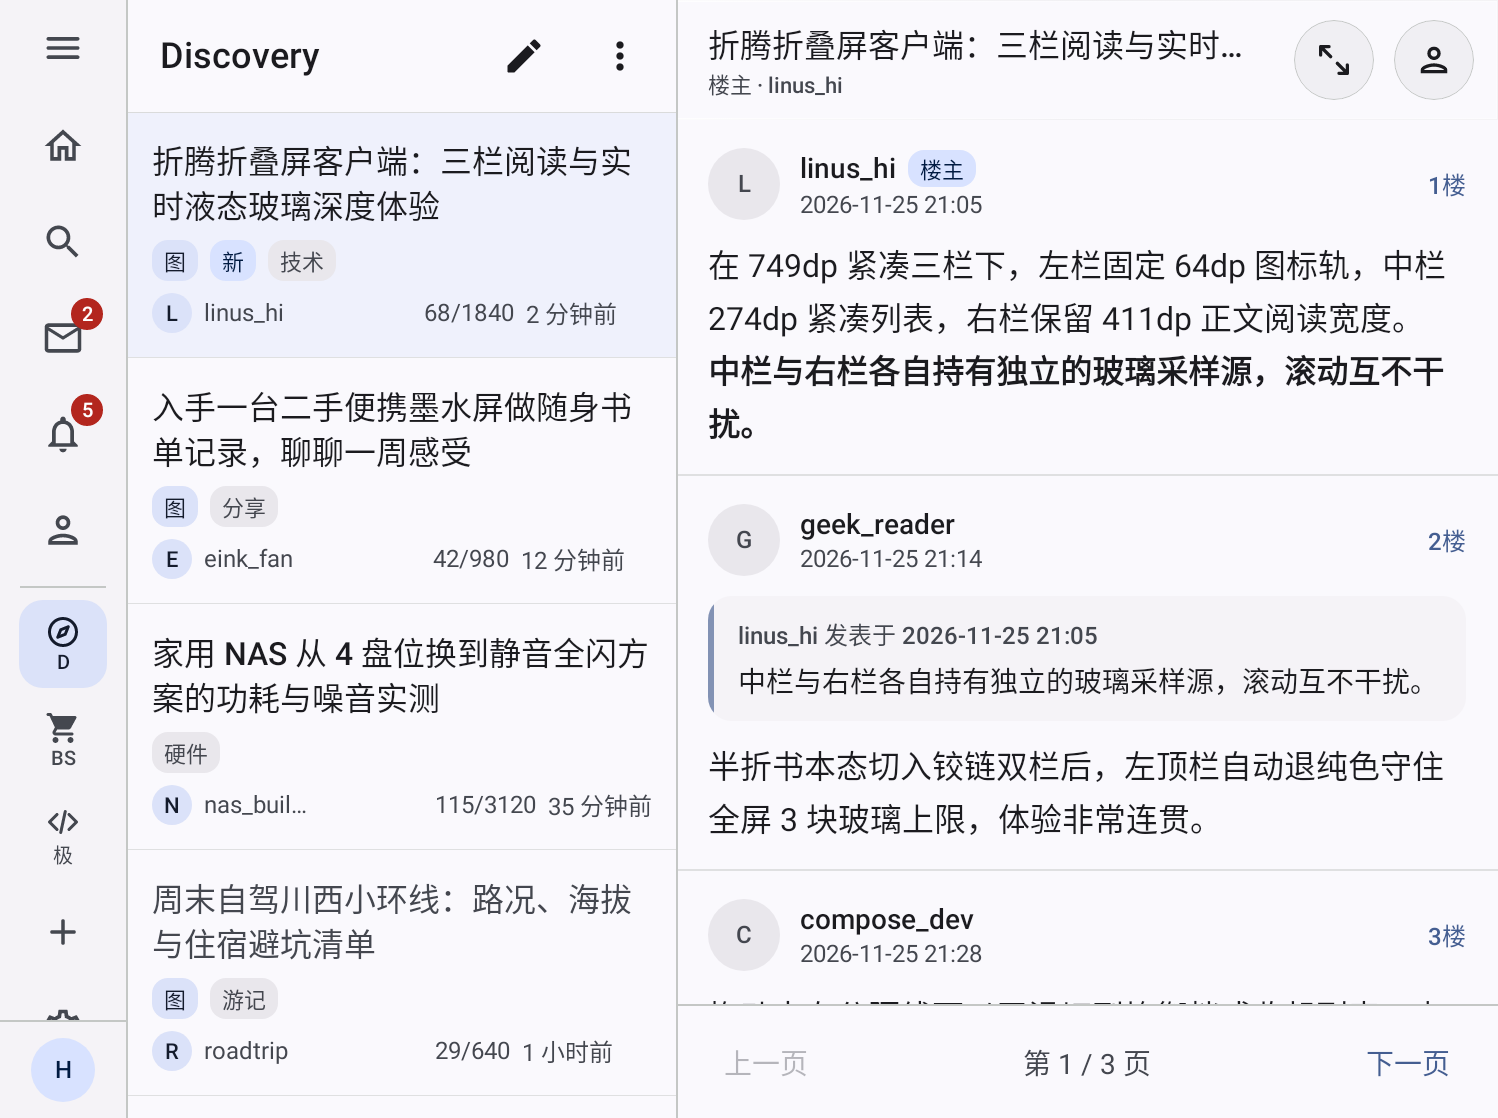 2
5
D
BS
极
H
Discovery
折腾折叠屏客户端：三栏阅读与实
时液态玻璃深度体验
图 新 技术
L linus_hi 68/1840 2 分钟前
入手一台二手便携墨水屏做随身书
单记录，聊聊一周感受
图 分享
E eink_fan 42/980 12 分钟前
家用 NAS 从 4 盘位换到静音全闪方
案的功耗与噪音实测
硬件
N nas_buil... 115/3120 35 分钟前
周末自驾川西小环线：路况、海拔
与住宿避坑清单
图 游记
R roadtrip 29/640 1 小时前
折腾折叠屏客户端：三栏阅读与实时...
楼主 · linus_hi
L linus_hi 楼主 1楼
2026-11-25 21:05
在 749dp 紧凑三栏下，左栏固定 64dp 图标轨，中栏
274dp 紧凑列表，右栏保留 411dp 正文阅读宽度。
中栏与右栏各自持有独立的玻璃采样源，滚动互不干
扰。
G geek_reader 2楼
2026-11-25 21:14
linus_hi 发表于 2026-11-25 21:05
中栏与右栏各自持有独立的玻璃采样源，滚动互不干扰。
半折书本态切入铰链双栏后，左顶栏自动退纯色守住
全屏 3 块玻璃上限，体验非常连贯。
C compose_dev 3楼
2026-11-25 21:28
上一页 第 1 / 3 页 下一页